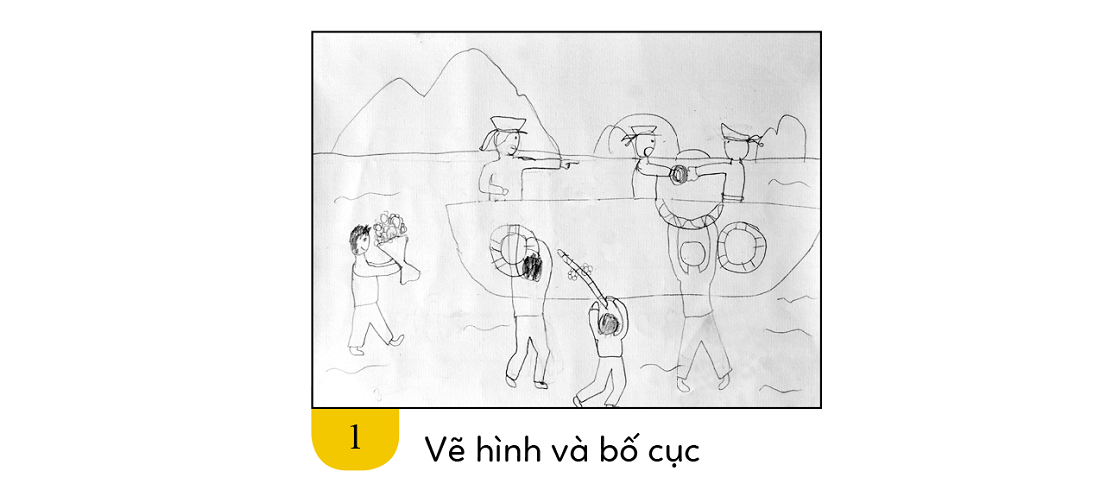 1
Vẽ hình và bố cục